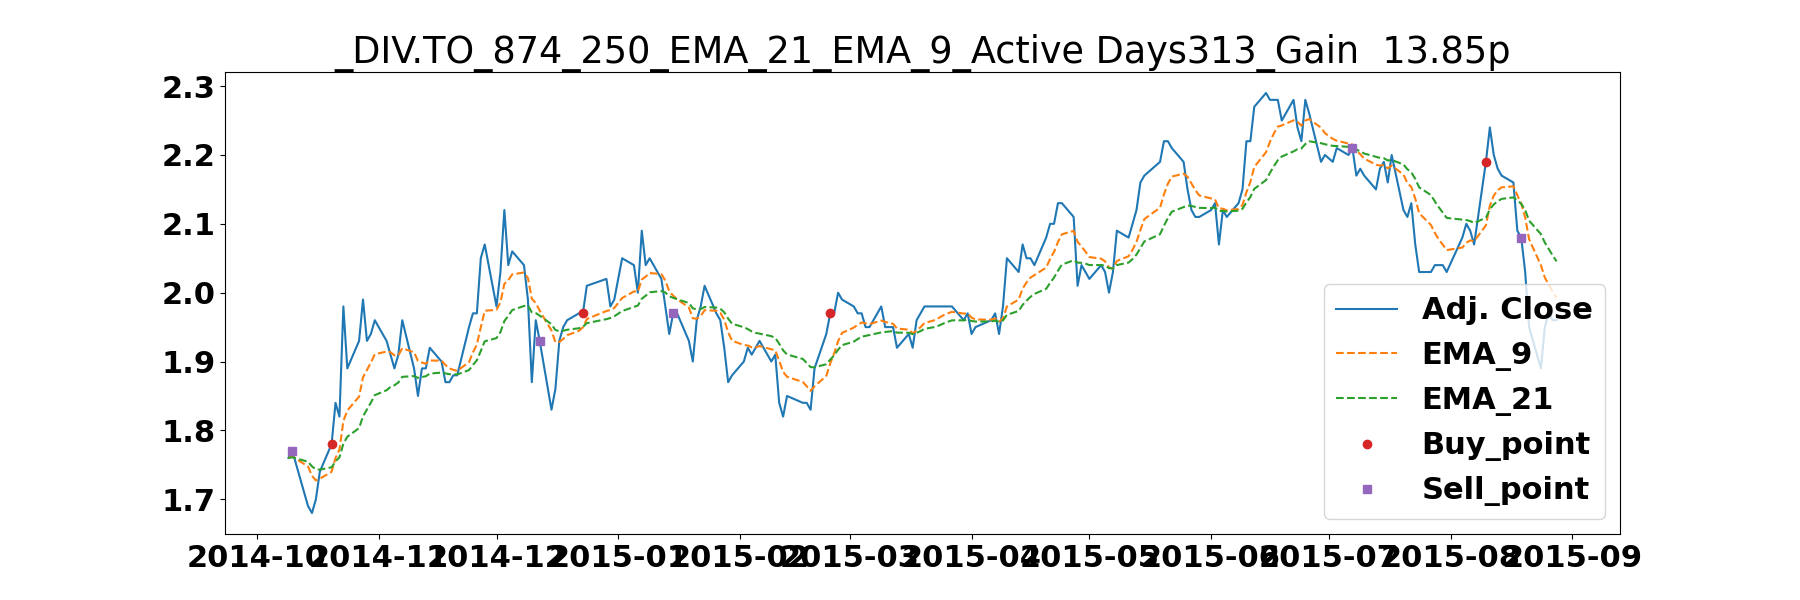 _DIV.TO_874_250_EMA_21_EMA_9_Active Days313_Gain  13.85p
2.3
2.2
2.1
2.0
1.9
1.8
1.7
Adj. Close
EMA_9
EMA_21
Buy_point
Sell_point
2014-10 2014-11 2014-12 2015-01 2015-02 2015-03 2015-04 2015-05 2015-06 2015-07 2015-08 2015-09